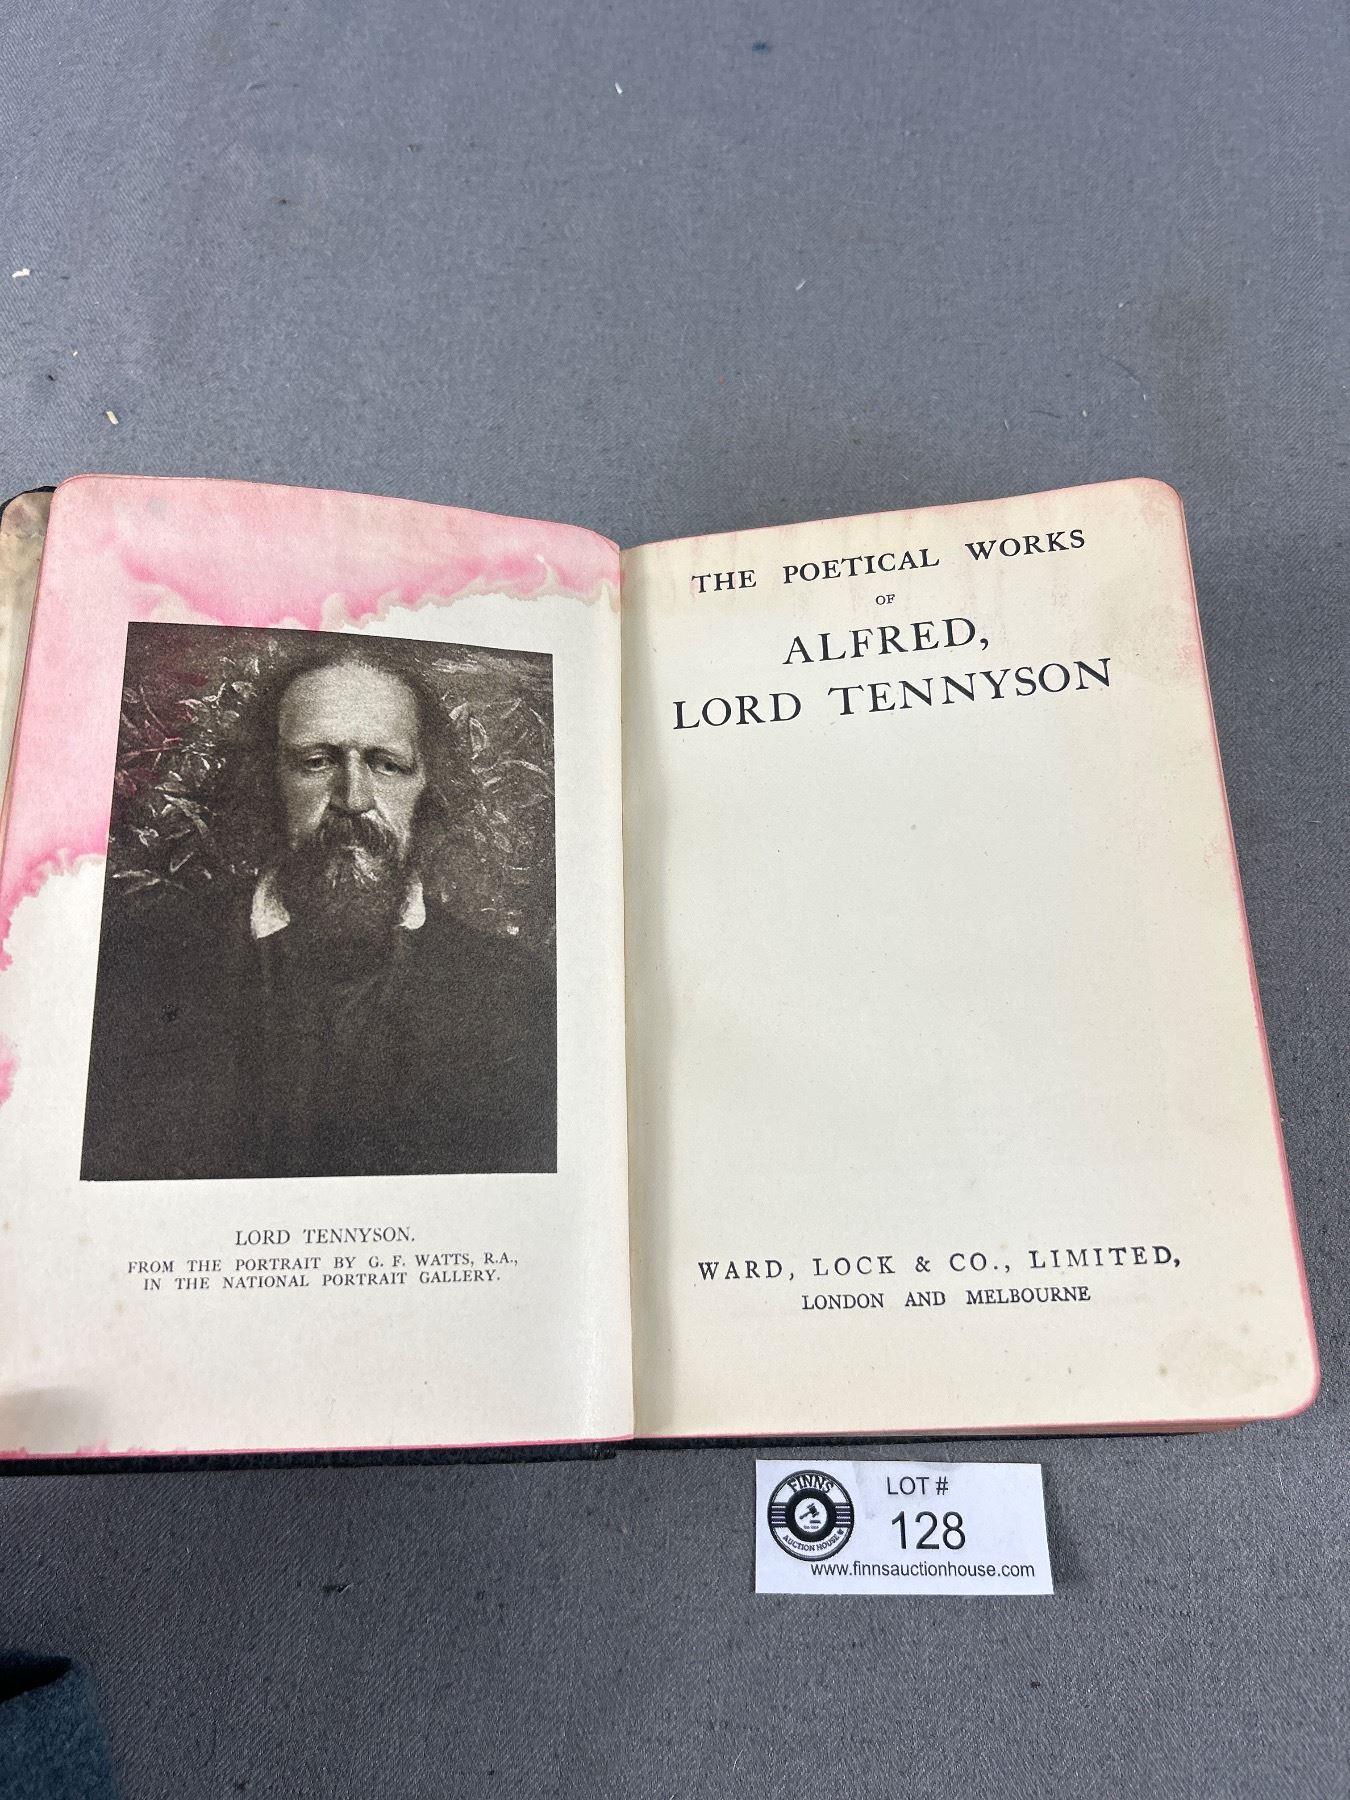 LORD TENNYSON.
FROM THE PORTRAIT BY G. F. WATTS, R.A.,
IN THE NATIONAL PORTRAIT GALLERY.
THE POETICAL WORKS
OF
ALFRED,
LORD TENNYSON
WARD, LOCK & CO., LIMITED,
LONDON AND MELBOURNE
FINNS
AUCTION HOUSE
LOT #
128
www.finnsauctionhouse.com